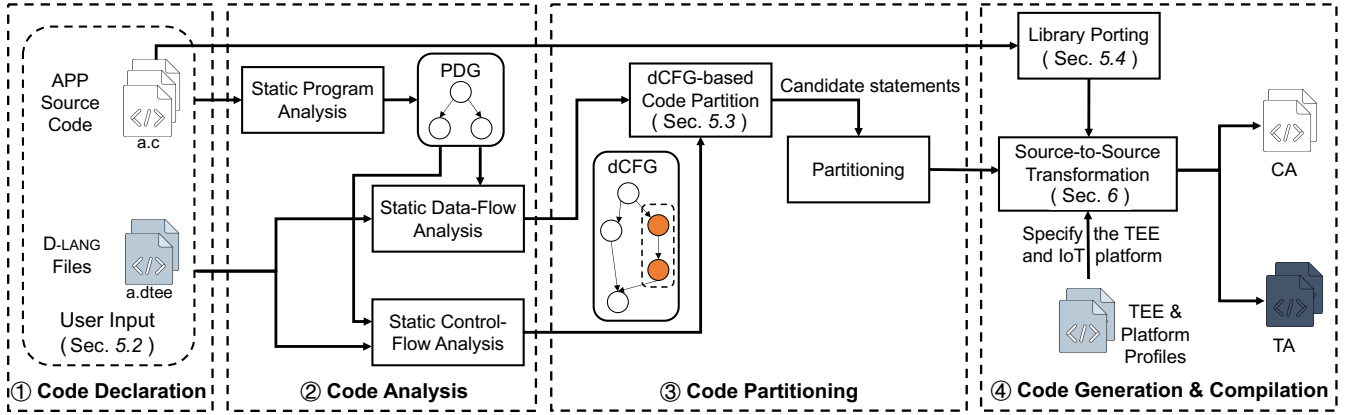 APP
Source
Code
</>
a.c
D-LANG
Files
</>
a.dtee
User Input
( Sec. 5.2 )
① Code Declaration
Static Program
Analysis
PDG
Static Data-Flow
Analysis
Static Control-
Flow Analysis
② Code Analysis
dCFG-based
Code Partition
( Sec. 5.3 )
dCFG
Candidate statements
Partitioning
③ Code Partitioning
Library Porting
( Sec. 5.4 )
Source-to-Source
Transformation
( Sec. 6 )
Specify the TEE
and IoT platform
</>
TEE &
Platform
Profiles
</>
CA
</>
TA
④ Code Generation & Compilation